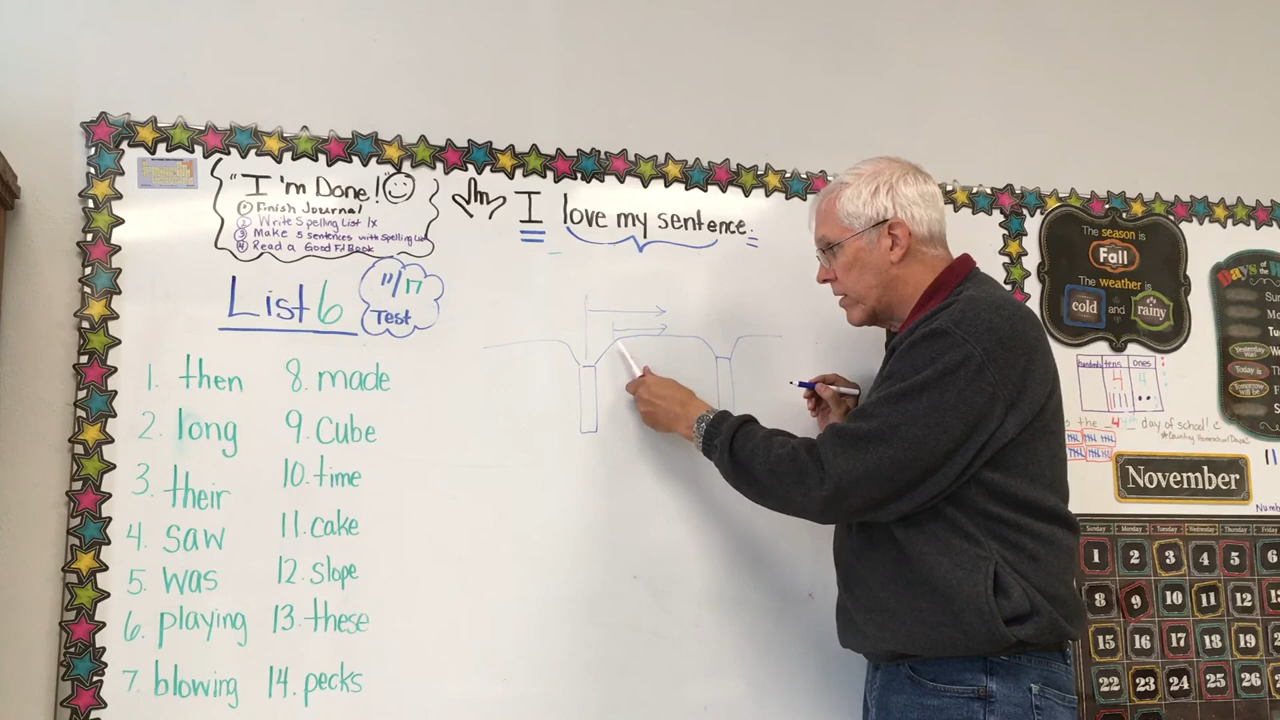 "I'm Done!"
① Finish Journal
② Write Spelling List 1x
③ Make 5 sentences with Spelling List
④ Read a Good Fit Book
I love my sentence.
List 6
11/17
Test
1. then
2. long
3. their
4. saw
5. was
6. playing
7. blowing
8. made
9. Cube
10. time
11. cake
12. slope
13. these
14. pecks
The season is
Fall
The weather is
cold and rainy
Days of the
Yesterday was
Today is
Tomorrow will be
hundreds tens ones
4 4
day of school!
November
Sunday Monday Tuesday Wednesday Thursday Friday
1 2 3 4 5 6
8 9 10 11 12
15 16 17 18 19
22 23 24 25 26